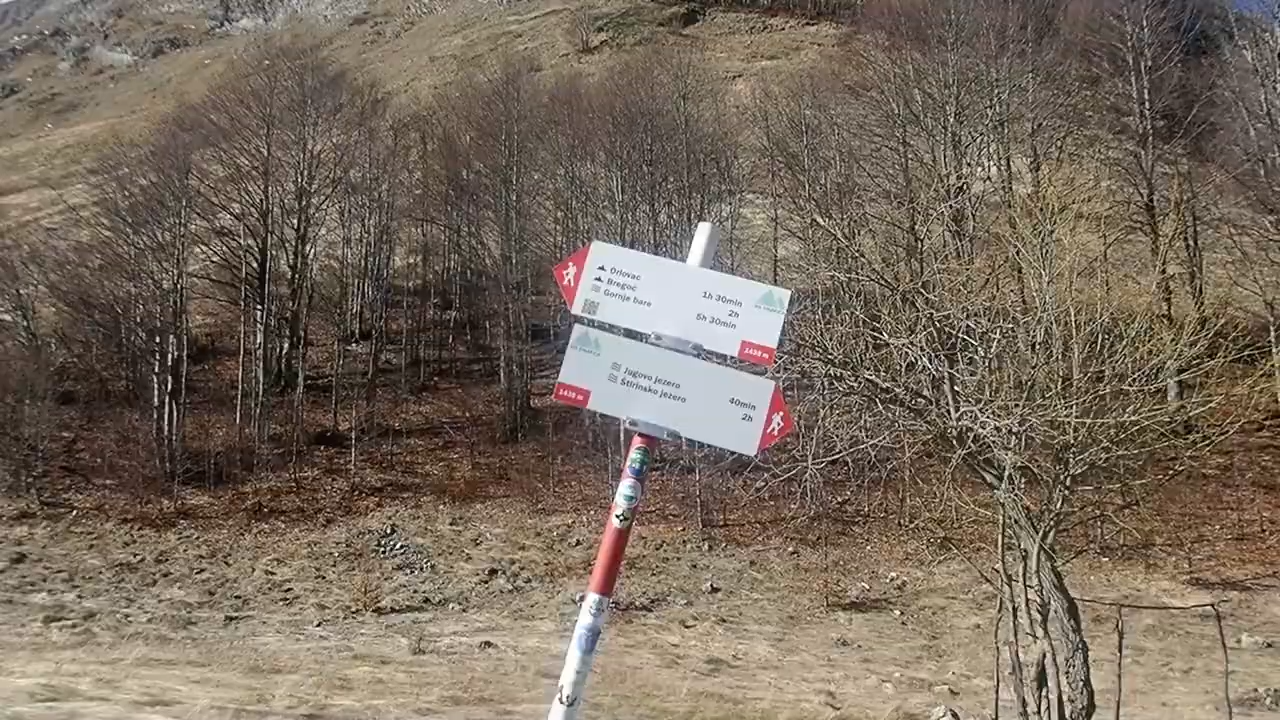 Orlovac 1h 30min
Bregoč 2h
Gornje bare 5h 30min
1438 m
Jugovo jezero 40min
Štirinsko jezero 2h
1438 m